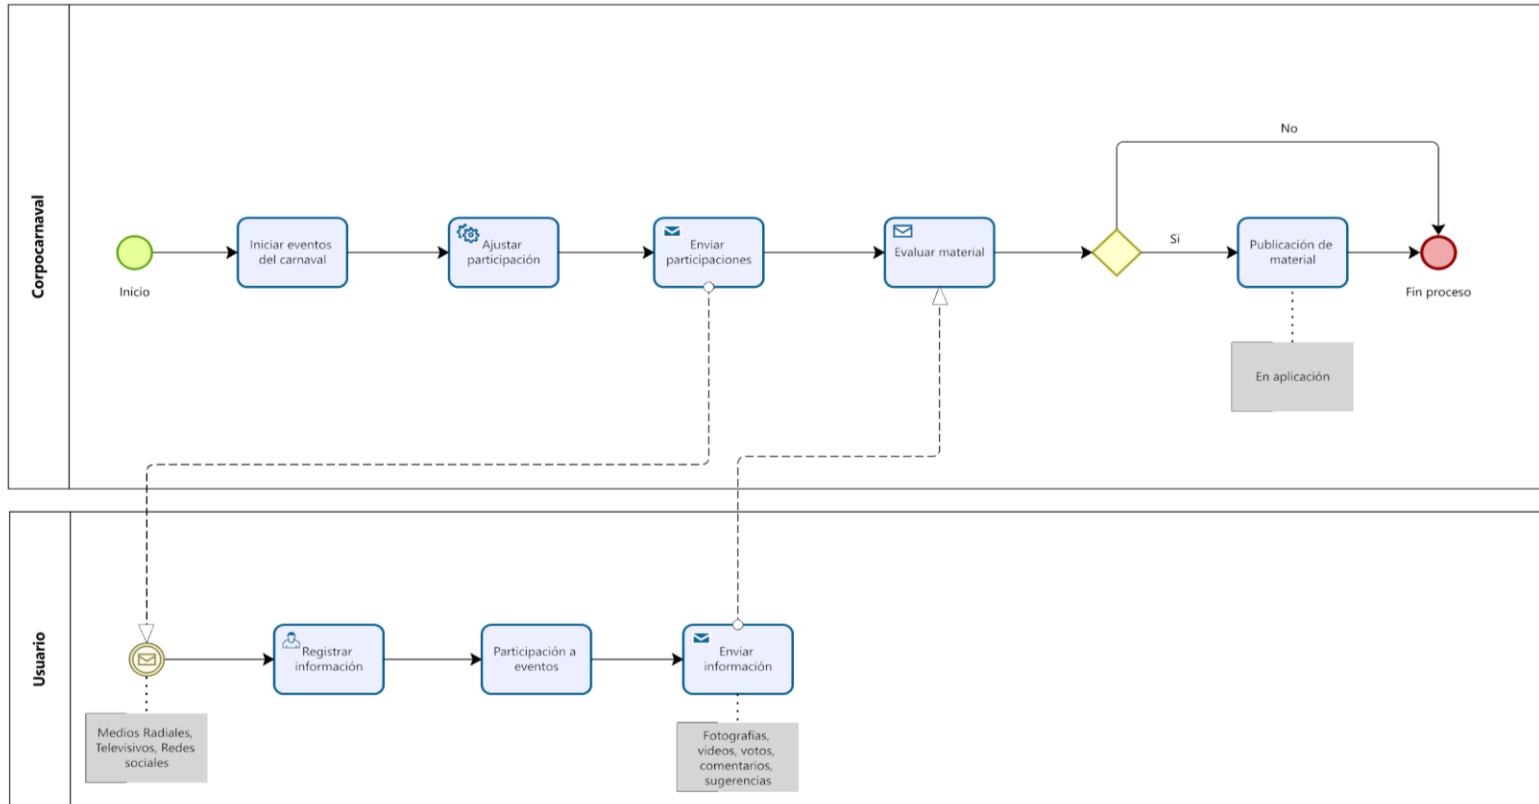 Corpocarnaval
Inicio
Iniciar eventos
del carnaval
Ajustar
participación
Enviar
participaciones
Evaluar material
No
Si
Publicación de
material
Fin proceso
En aplicación
Usuario
Medios Radiales,
Televisivos, Redes
sociales
Registrar
información
Participación a
eventos
Enviar
información
Fotografías,
videos, votos,
comentarios,
sugerencias